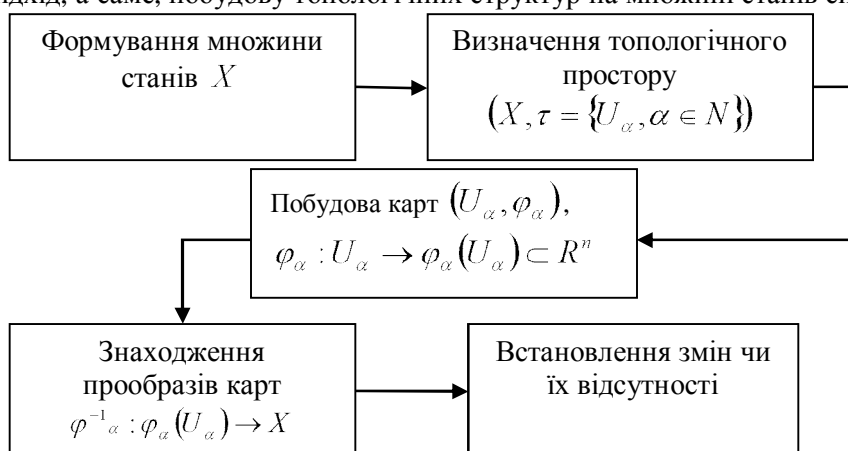 підхід, а саме, побудову топологічних структур на множині станів
Формування множини
станів X
Визначення топологічного
простору
(X, τ = {U_α, α ∈ N})
Побудова карт (U_α, φ_α),
φ_α : U_α → φ_α(U_α) ⊂ R^n
Знаходження
прообразів карт
φ^{-1}_α : φ_α(U_α) → X
Встановлення змін чи
їх відсутності